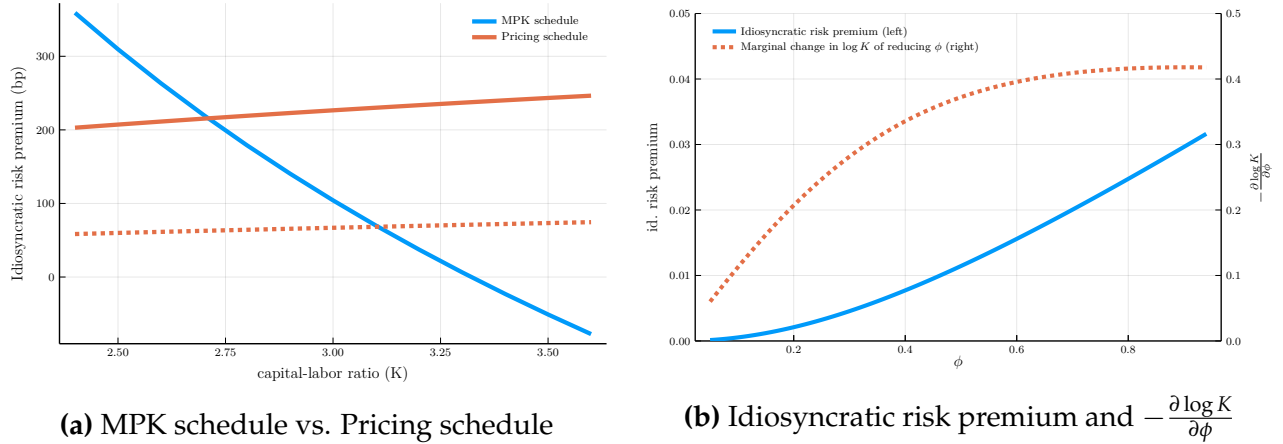 MPK schedule
Pricing schedule
Idiosyncratic risk premium (bp)
300
200
100
0
2.50 2.75 3.00 3.25 3.50
capital-labor ratio (K)
(a) MPK schedule vs. Pricing schedule
Idiosyncratic risk premium (left)
Marginal change in log K of reducing ϕ (right)
id. risk premium
0.05
0.04
0.03
0.02
0.01
0.00
0.2 0.4 0.6 0.8
ϕ
0.5
0.4
0.3
0.2
0.1
0.0
− ∂ log K / ∂ϕ
(b) Idiosyncratic risk premium and − ∂ log K / ∂ϕ